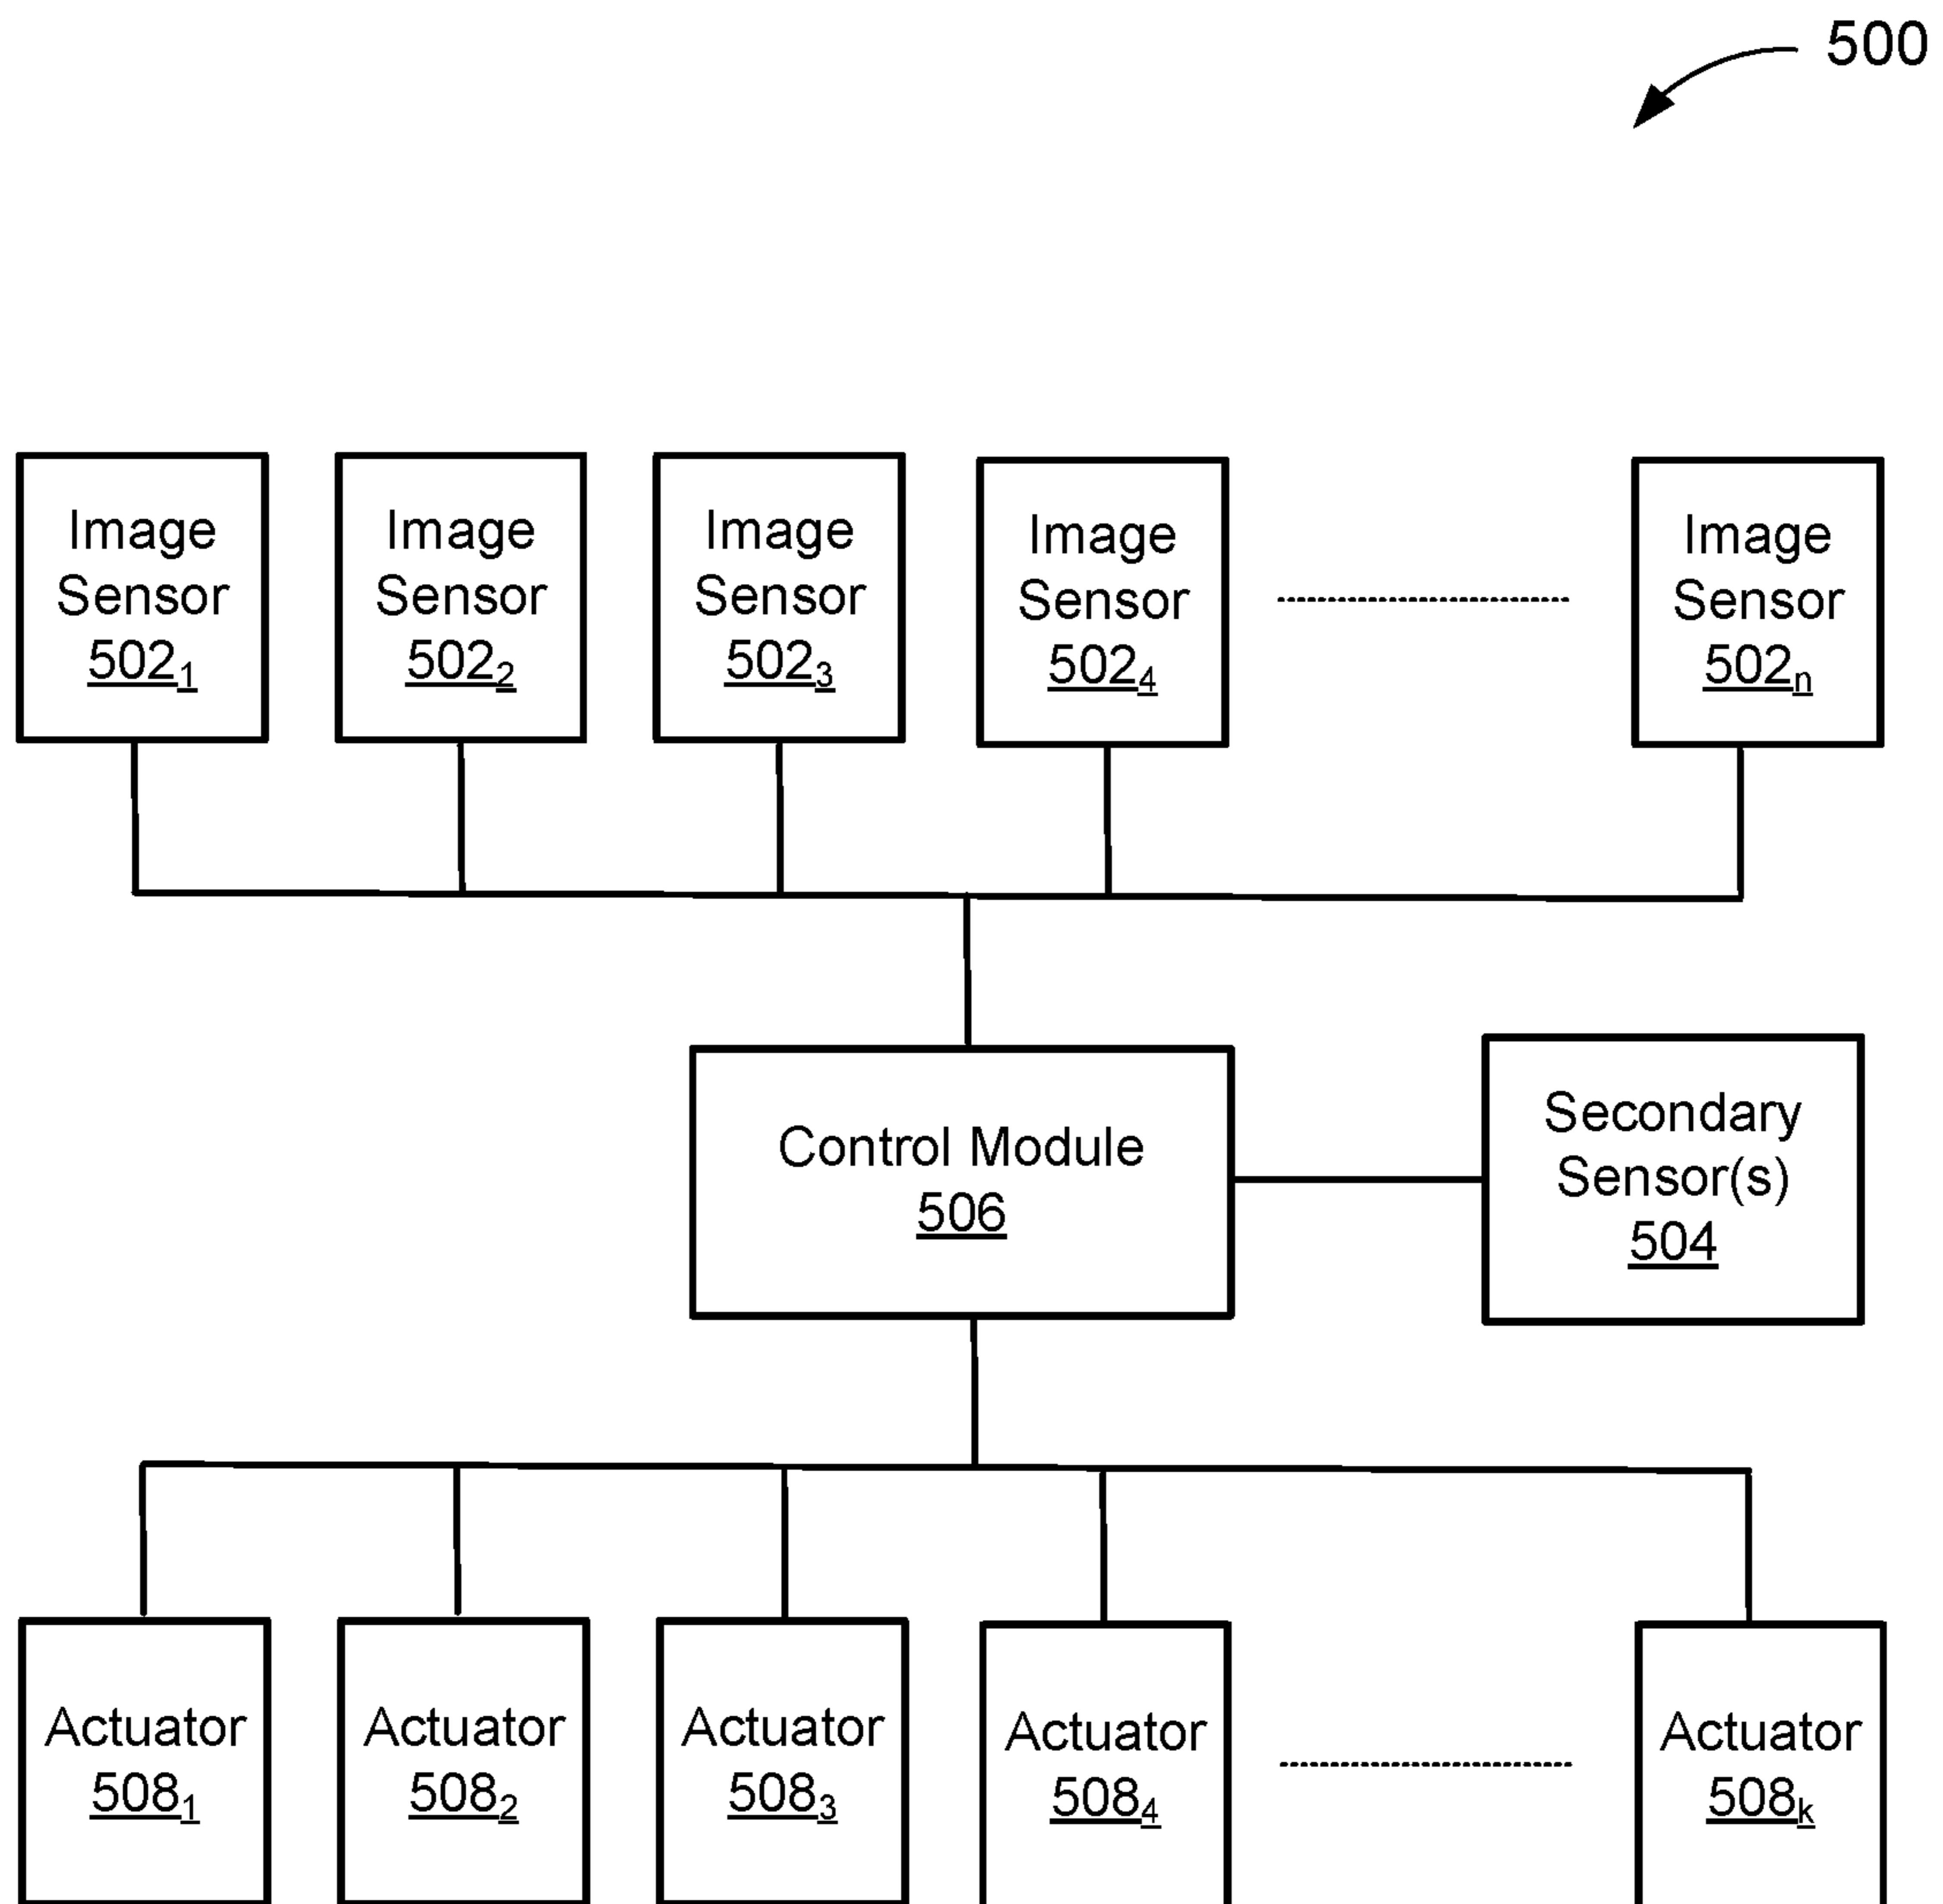 500
Image
Sensor
502₁
Image
Sensor
502₂
Image
Sensor
502₃
Image
Sensor
502₄
Image
Sensor
502ₙ
Control Module
506
Secondary
Sensor(s)
504
Actuator
508₁
Actuator
508₂
Actuator
508₃
Actuator
508₄
Actuator
508ₖ